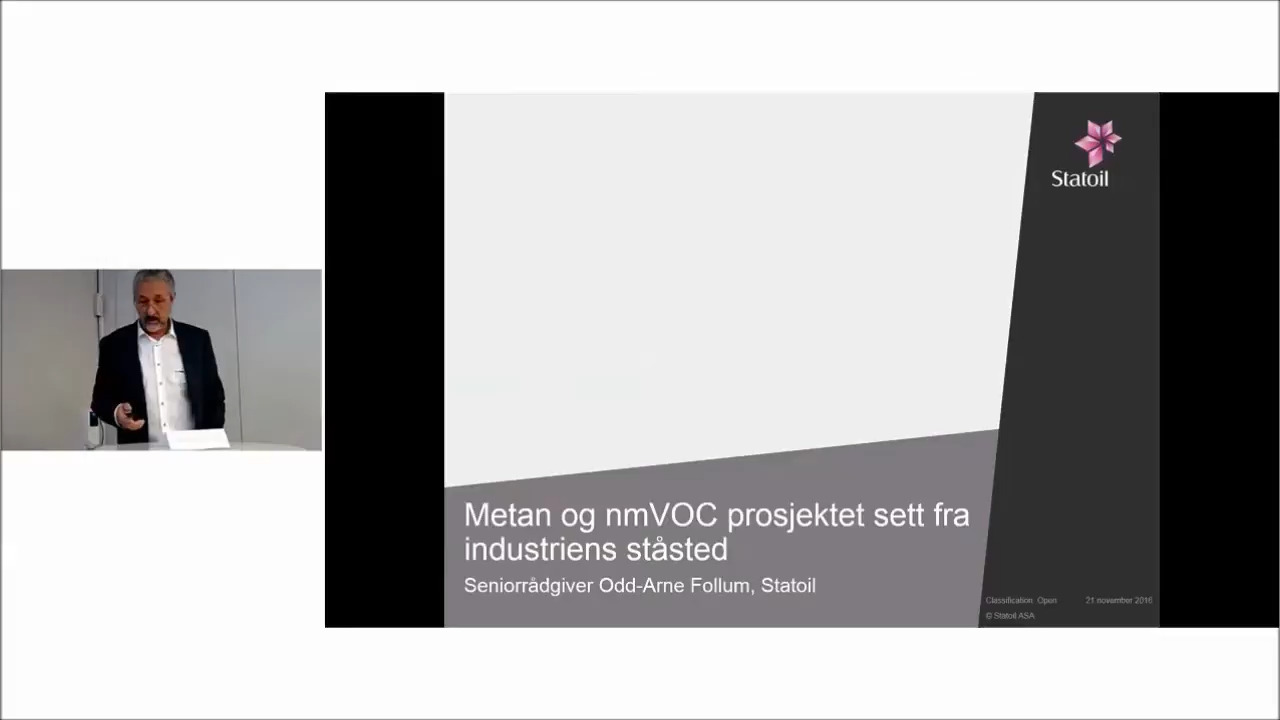 Statoil
Metan og nmVOC prosjektet sett fra
industriens ståsted
Seniorrådgiver Odd-Arne Follum, Statoil
Classification: Open 21 november 2016
© Statoil ASA